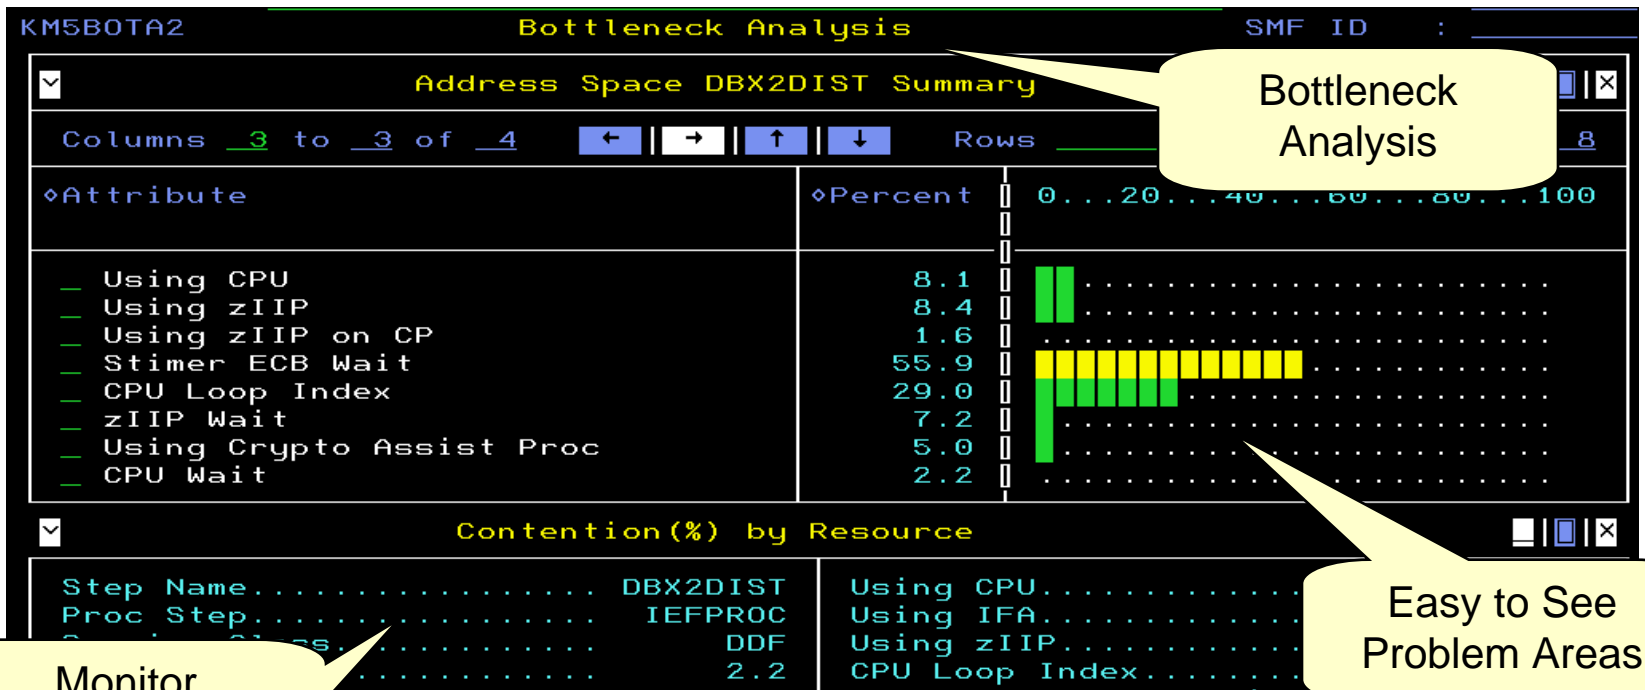 KM5BOTA2 Bottleneck Analysis SMF ID : 
Address Space DBX2DIST Summary
Bottleneck
Analysis
Columns 3 to 3 of 4 ← | → | ↑ | ↓ Rows 8
◇Attribute ◇Percent 0...20...40...60...80...100
_ Using CPU 8.1
_ Using zIIP 8.4
_ Using zIIP on CP 1.6
_ Stimer ECB Wait 55.9
_ CPU Loop Index 29.0
_ zIIP Wait 7.2
_ Using Crypto Assist Proc 5.0
_ CPU Wait 2.2
Contention(%) by Resource
Step Name................. DBX2DIST Using CPU.............
Proc Step................. IEFPROC Using IFA.............
DDF Using zIIP............
2.2 CPU Loop Index........
Easy to See
Problem Areas
Monitor